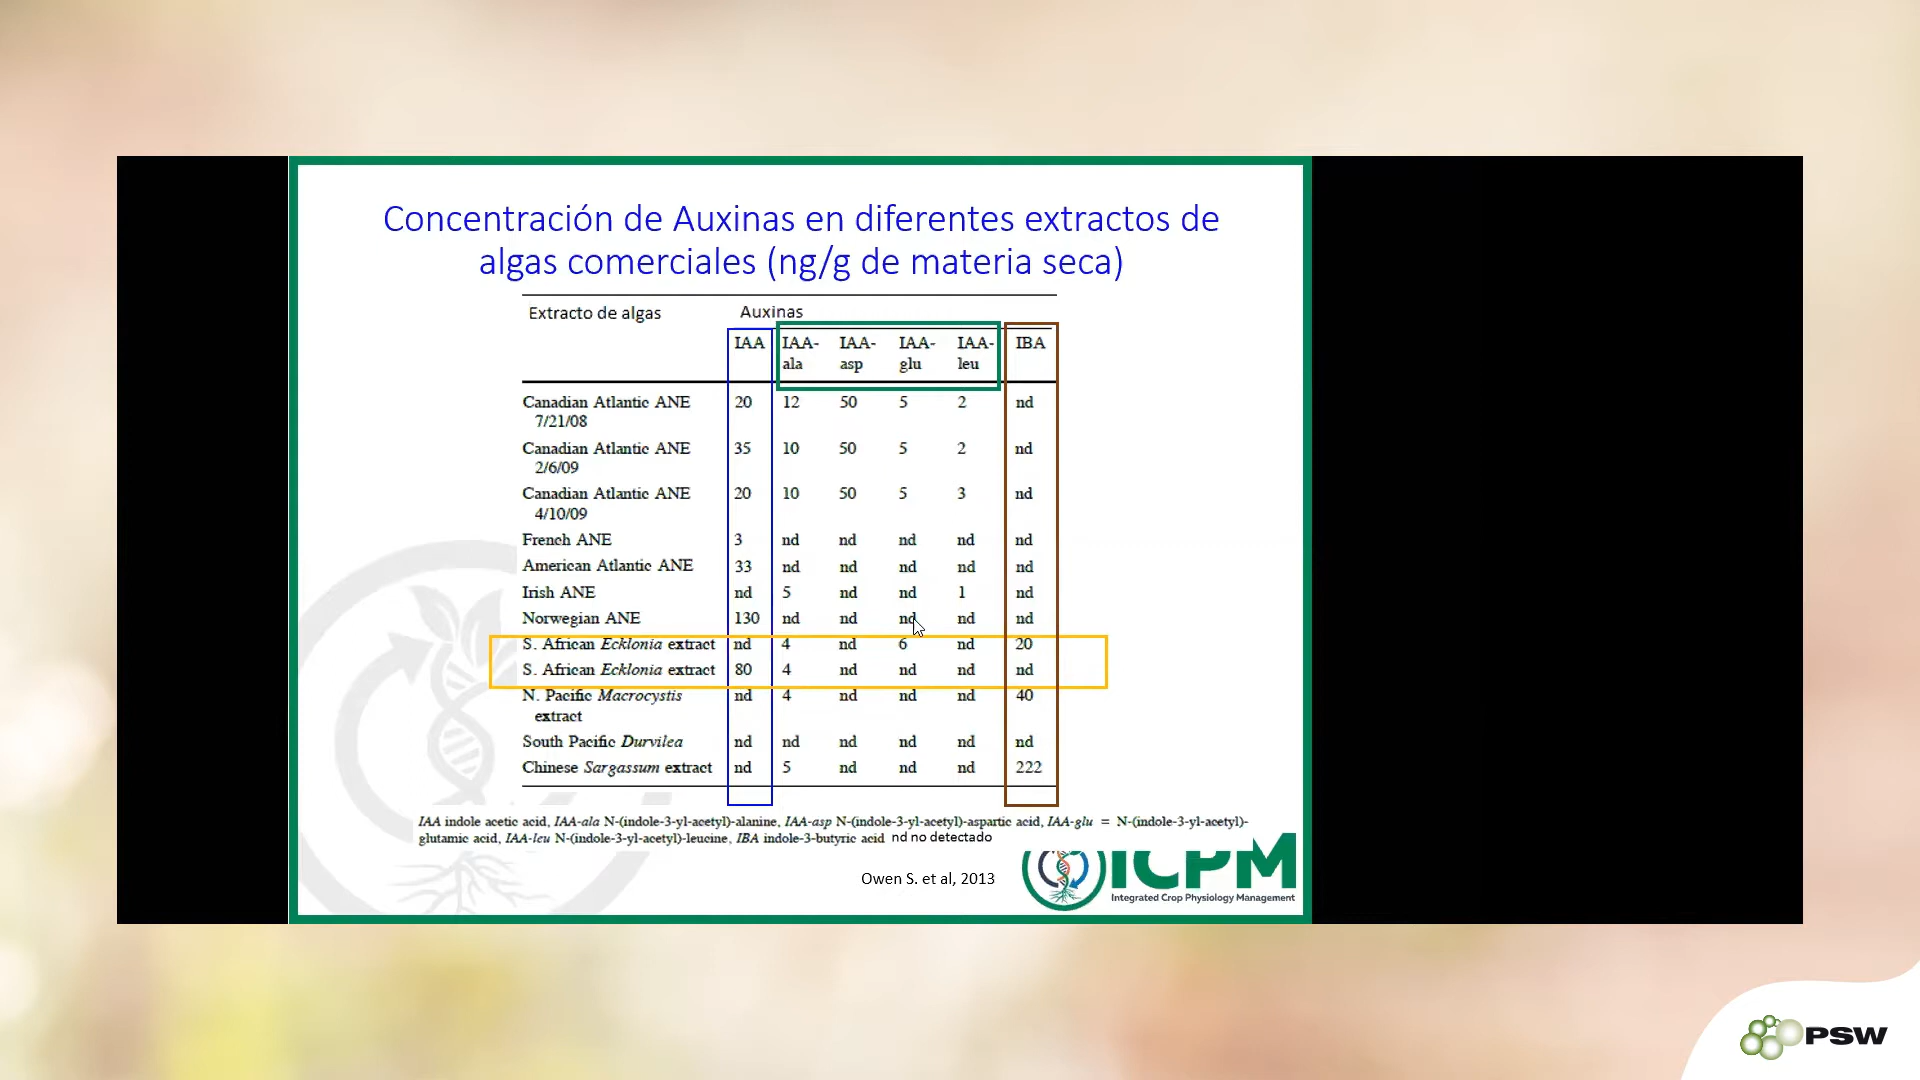 Concentración de Auxinas en diferentes extractos de
algas comerciales (ng/g de materia seca)
Extracto de algas Auxinas
IAA IAA- IAA- IAA- IAA- IBA
ala asp glu leu
Canadian Atlantic ANE 20 12 50 5 2 nd
7/21/08
Canadian Atlantic ANE 35 10 50 5 2 nd
2/6/09
Canadian Atlantic ANE 20 10 50 5 3 nd
4/10/09
French ANE 3 nd nd nd nd nd
American Atlantic ANE 33 nd nd nd nd nd
Irish ANE nd 5 nd nd 1 nd
Norwegian ANE 130 nd nd nd nd nd
S. African Ecklonia extract nd 4 nd 6 nd 20
S. African Ecklonia extract 80 4 nd nd nd nd
N. Pacific Macrocystis nd 4 nd nd nd 40
extract
South Pacific Durvilea nd nd nd nd nd nd
Chinese Sargassum extract nd 5 nd nd nd 222
IAA indole acetic acid, IAA-ala N-(indole-3-yl-acetyl)-alanine, IAA-asp N-(indole-3-yl-acetyl)-aspartic acid, IAA-glu = N-(indole-3-yl-acetyl)-
glutamic acid, IAA-leu N-(indole-3-yl-acetyl)-leucine, IBA indole-3-butyric acid nd no detectado
Owen S. et al, 2013
ICPM
Integrated Crop Physiology Management
PSW